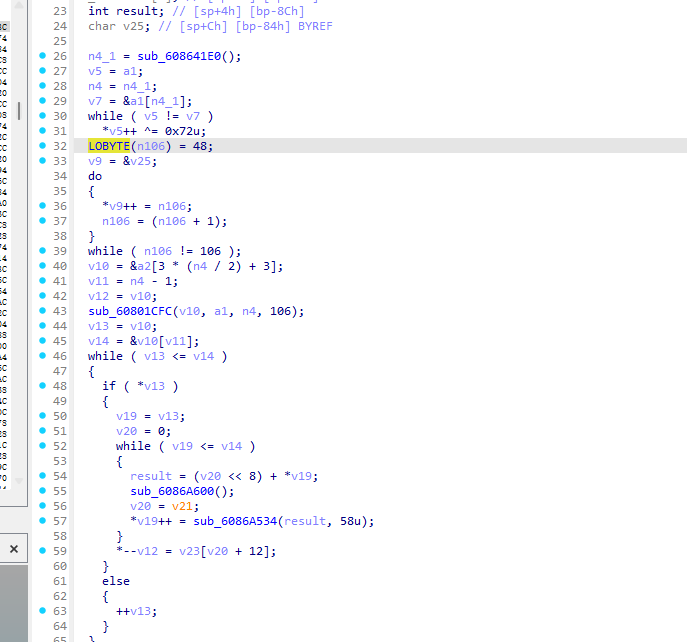 23 int result; // [sp+4h] [bp-8Ch]
24 char v25; // [sp+Ch] [bp-84h] BYREF
25
26 n4_1 = sub_608641E0();
27 v5 = a1;
28 n4 = n4_1;
29 v7 = &a1[n4_1];
30 while ( v5 != v7 )
31 *v5++ ^= 0x72u;
32 LOBYTE(n106) = 48;
33 v9 = &v25;
34 do
35 {
36 *v9++ = n106;
37 n106 = (n106 + 1);
38 }
39 while ( n106 != 106 );
40 v10 = &a2[3 * (n4 / 2) + 3];
41 v11 = n4 - 1;
42 v12 = v10;
43 sub_60801CFC(v10, a1, n4, 106);
44 v13 = v10;
45 v14 = &v10[v11];
46 while ( v13 <= v14 )
47 {
48 if ( *v13 )
49 {
50 v19 = v13;
51 v20 = 0;
52 while ( v19 <= v14 )
53 {
54 result = (v20 << 8) + *v19;
55 sub_6086A600();
56 v20 = v21;
57 *v19++ = sub_6086A534(result, 58u);
58 }
59 *--v12 = v23[v20 + 12];
60 }
61 else
62 {
63 ++v13;
64 }
65 }